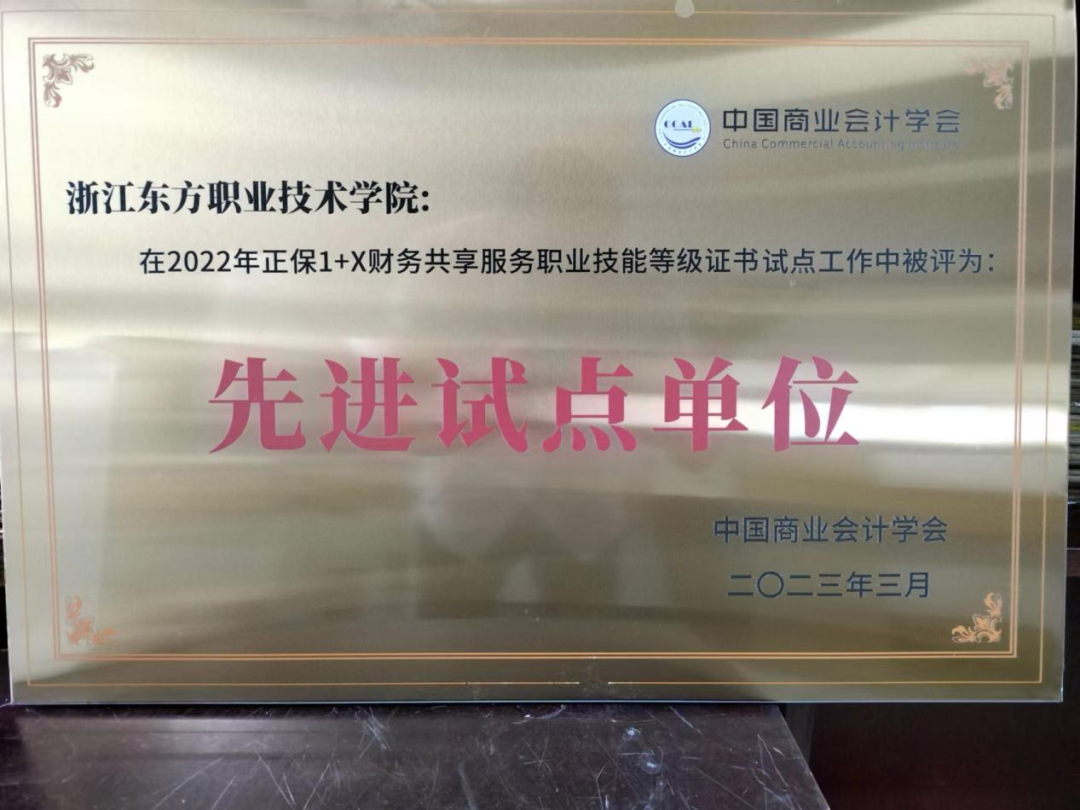 CCAI
中国商业会计学会
China Commercial Accounting Institute
浙江东方职业技术学院:
在2022年正保1+X财务共享服务职业技能等级证书试点工作中被评为:
先进试点单位
中国商业会计学会
二〇二三年三月